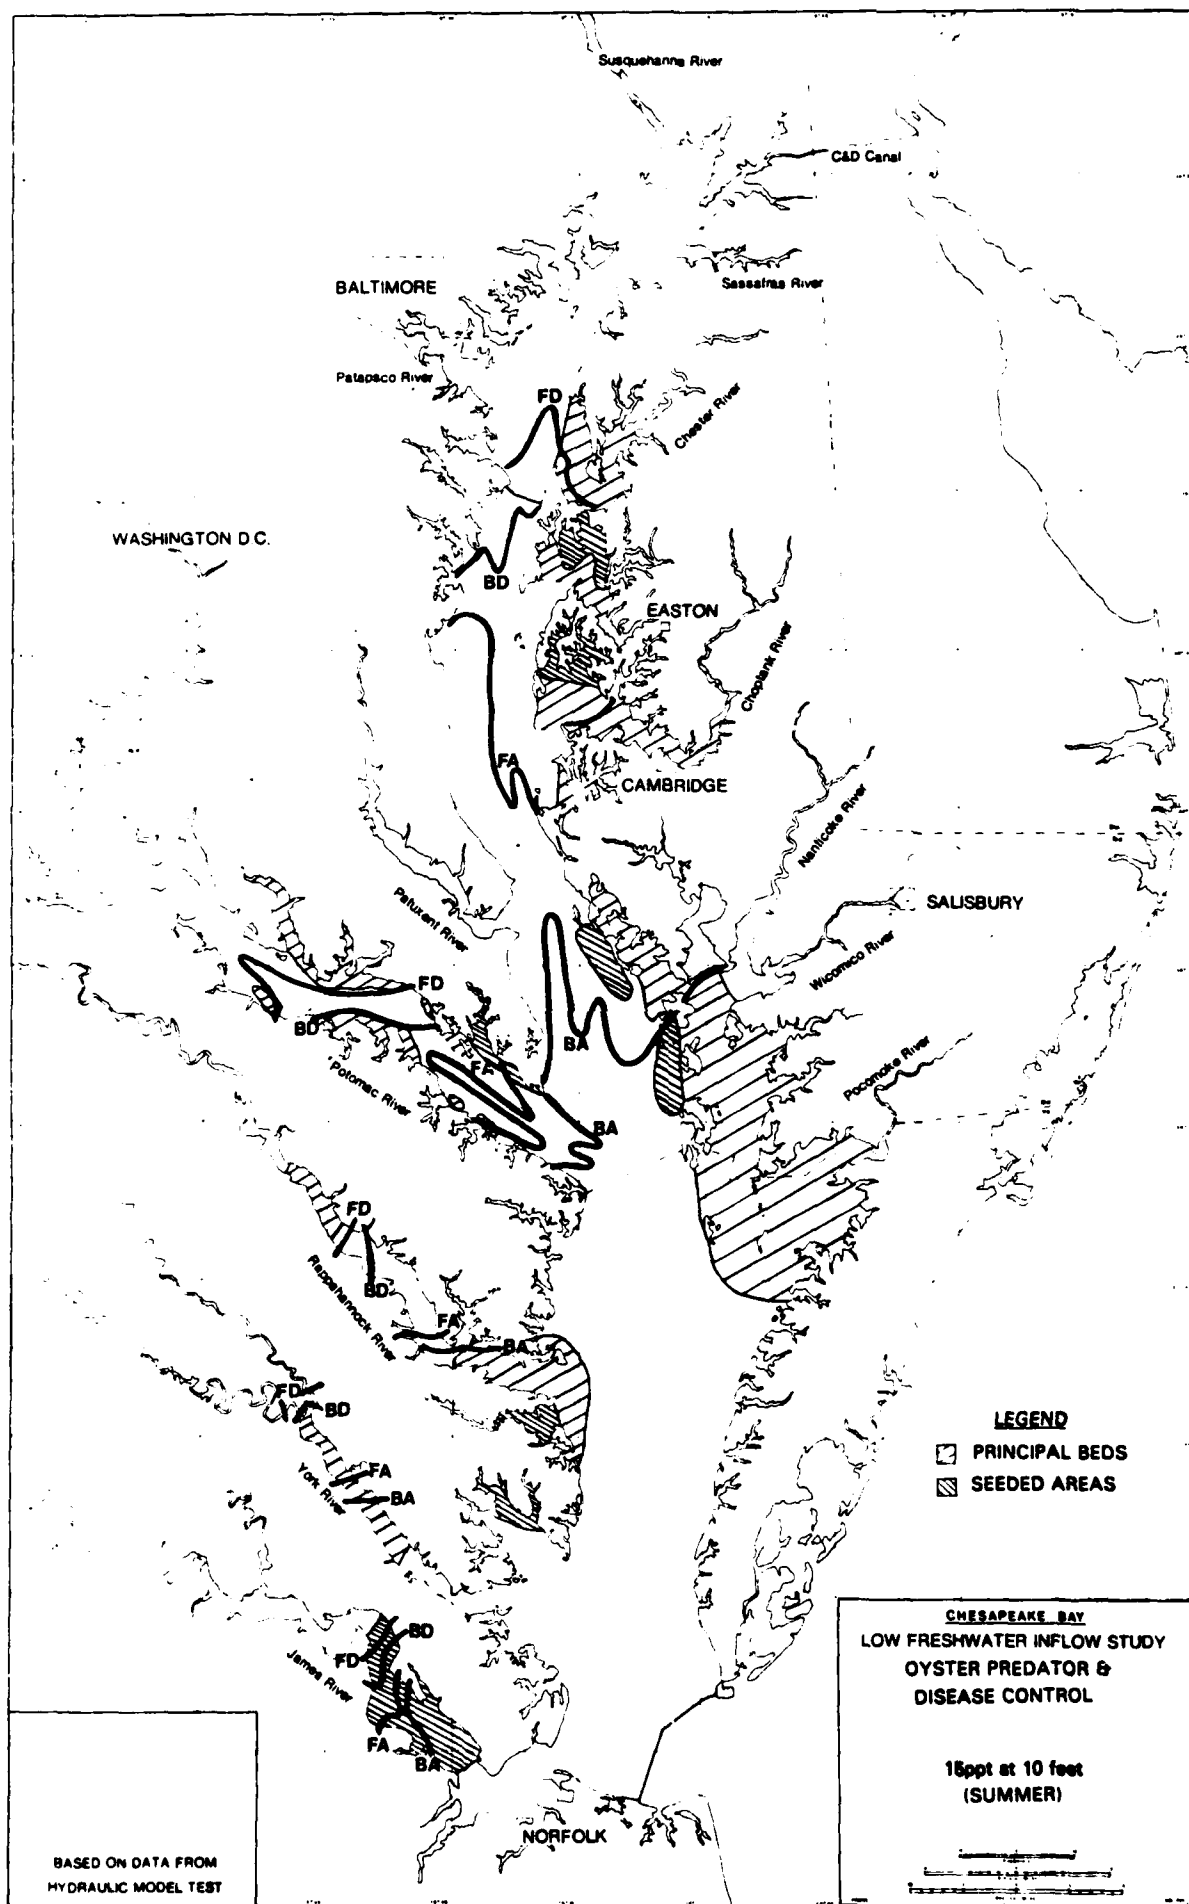 Susquehanna River
C&D Canal
BALTIMORE
Sassafras River
Patapsco River
FD
Chester River
WASHINGTON D.C.
BD
EASTON
Choptank River
FA
CAMBRIDGE
Nanticoke River
Patuxent River
SALISBURY
Wicomico River
FD
BD
BA
FA
Potomac River
Pocomoke River
BA
FD
BD
Rappahannock River
FA
BA
FD
BD
LEGEND
PRINCIPAL BEDS
SEEDED AREAS
FA
York River
BA
BD
FD
James River
FA
BA
NORFOLK
CHESAPEAKE BAY
LOW FRESHWATER INFLOW STUDY
OYSTER PREDATOR &
DISEASE CONTROL
15ppt at 10 feet
(SUMMER)
BASED ON DATA FROM
HYDRAULIC MODEL TEST